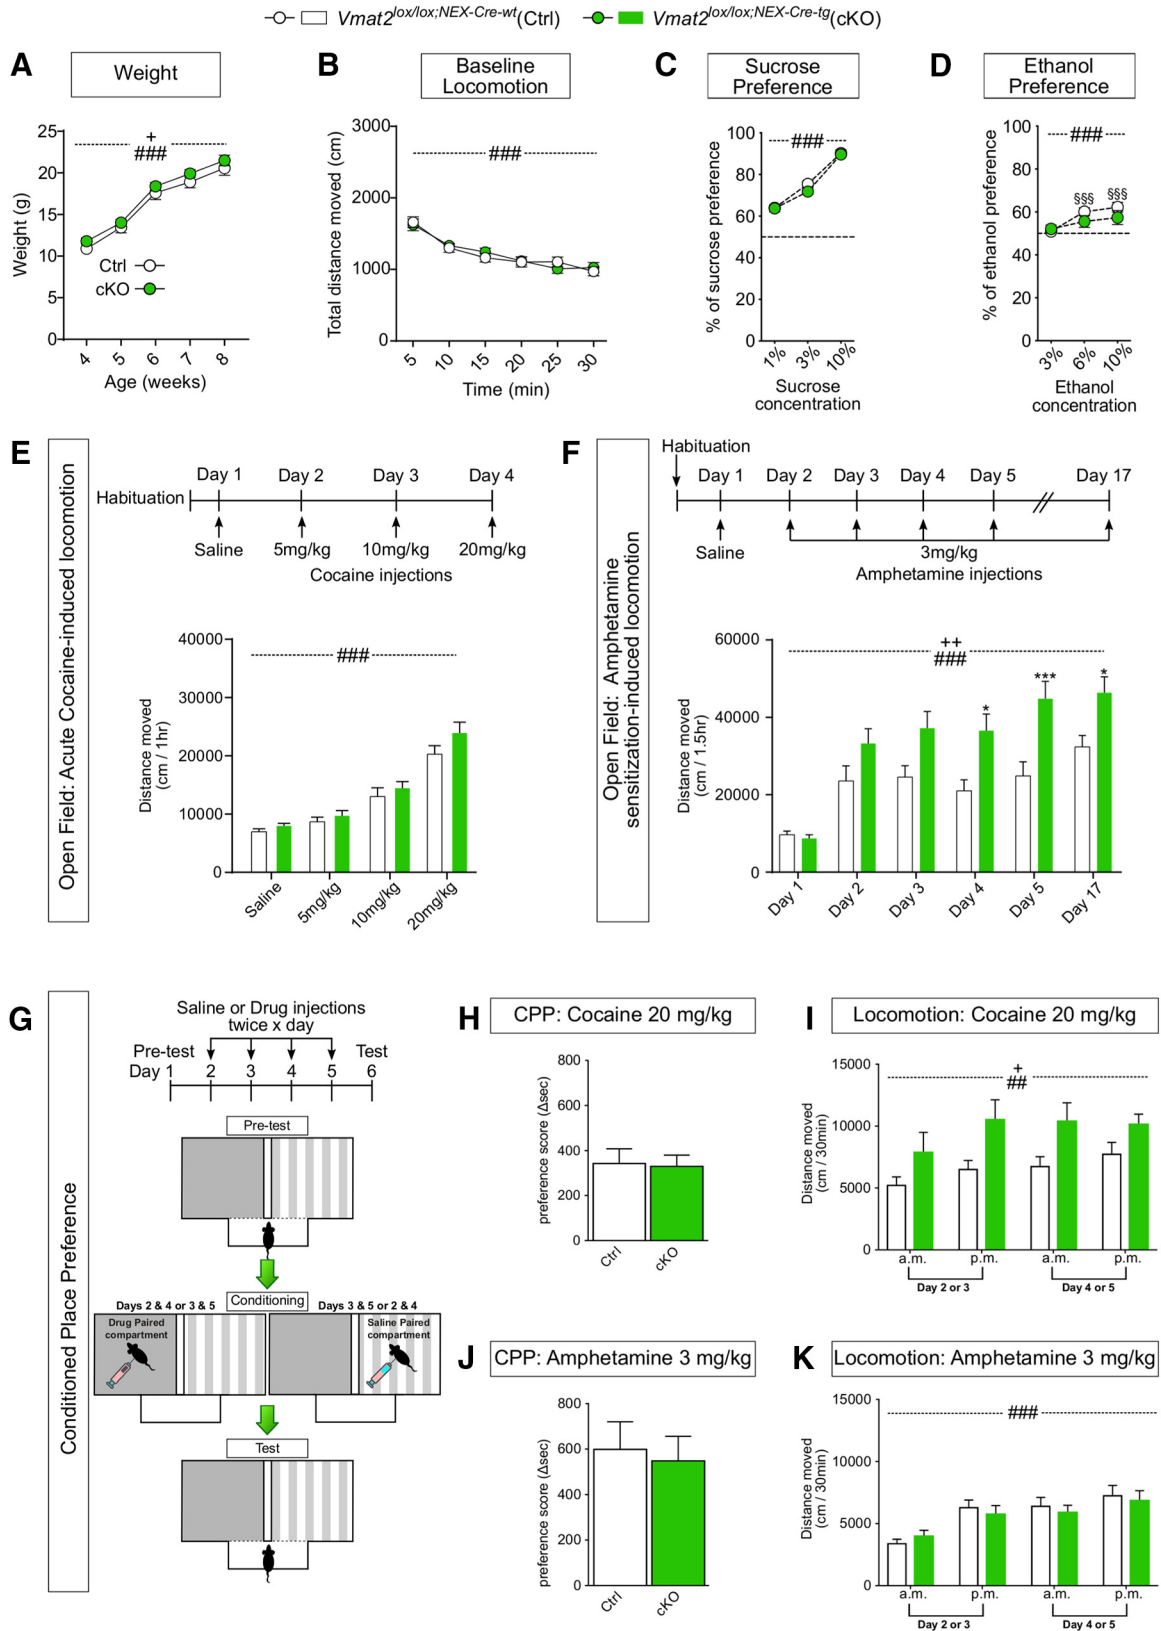 Vmat2lox/lox;NEX-Cre-wt(Ctrl) Vmat2lox/lox;NEX-Cre-tg(cKO)
A
Weight
25
20
15
10
5
0
Weight (g)
+
###
Ctrl
cKO
4 5 6 7 8
Age (weeks)
B
Baseline
Locomotion
3000
2000
1000
0
Total distance moved (cm)
###
5 10 15 20 25 30
Time (min)
C
Sucrose
Preference
100
80
60
40
20
0
% of sucrose preference
###
1% 3% 10%
Sucrose
concentration
D
Ethanol
Preference
100
80
60
40
20
0
% of ethanol preference
###
§§§ §§§
3% 6% 10%
Ethanol
concentration
E
Open Field: Acute Cocaine-induced locomotion
Day 1 Day 2 Day 3 Day 4
Habituation
Saline 5mg/kg 10mg/kg 20mg/kg
Cocaine injections
40000
30000
20000
10000
0
Distance moved
(cm / 1hr)
###
Saline 5mg/kg 10mg/kg 20mg/kg
F
Open Field: Amphetamine
sensitization-induced locomotion
Habituation
Day 1 Day 2 Day 3 Day 4 Day 5 Day 17
Saline 3mg/kg
Amphetamine injections
60000
40000
20000
0
Distance moved
(cm / 1.5hr)
++
###
* *** *
Day 1 Day 2 Day 3 Day 4 Day 5 Day 17
G
Conditioned Place Preference
Saline or Drug injections
twice x day
Pre-test Test
Day 1 2 3 4 5 6
Pre-test
Conditioning
Days 2 & 4 or 3 & 5 Days 3 & 5 or 2 & 4
Drug Paired
compartment
Saline Paired
compartment
Test
H
CPP: Cocaine 20 mg/kg
800
600
400
200
0
preference score (Δsec)
Ctrl cKO
I
Locomotion: Cocaine 20 mg/kg
15000
10000
5000
0
Distance moved
(cm / 30min)
+
##
a.m. p.m. a.m. p.m.
Day 2 or 3 Day 4 or 5
J
CPP: Amphetamine 3 mg/kg
800
600
400
200
0
preference score (Δsec)
Ctrl cKO
K
Locomotion: Amphetamine 3 mg/kg
15000
10000
5000
0
Distance moved
(cm / 30min)
###
a.m. p.m. a.m. p.m.
Day 2 or 3 Day 4 or 5